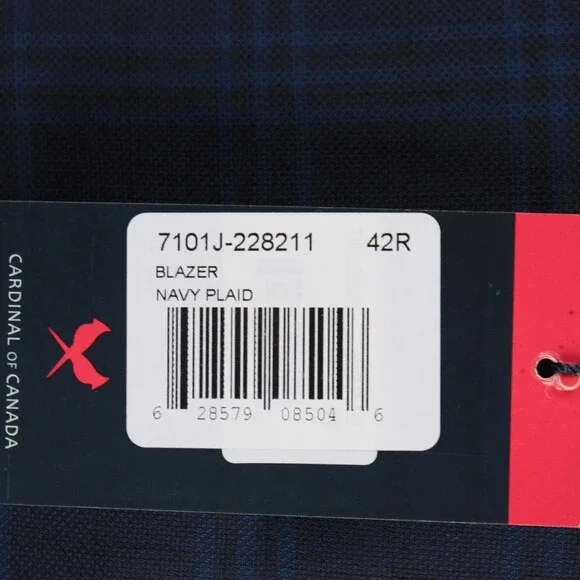 7101J-228211 42R
BLAZER
NAVY PLAID
6 28579 08504 6
CARDINAL OF CANADA